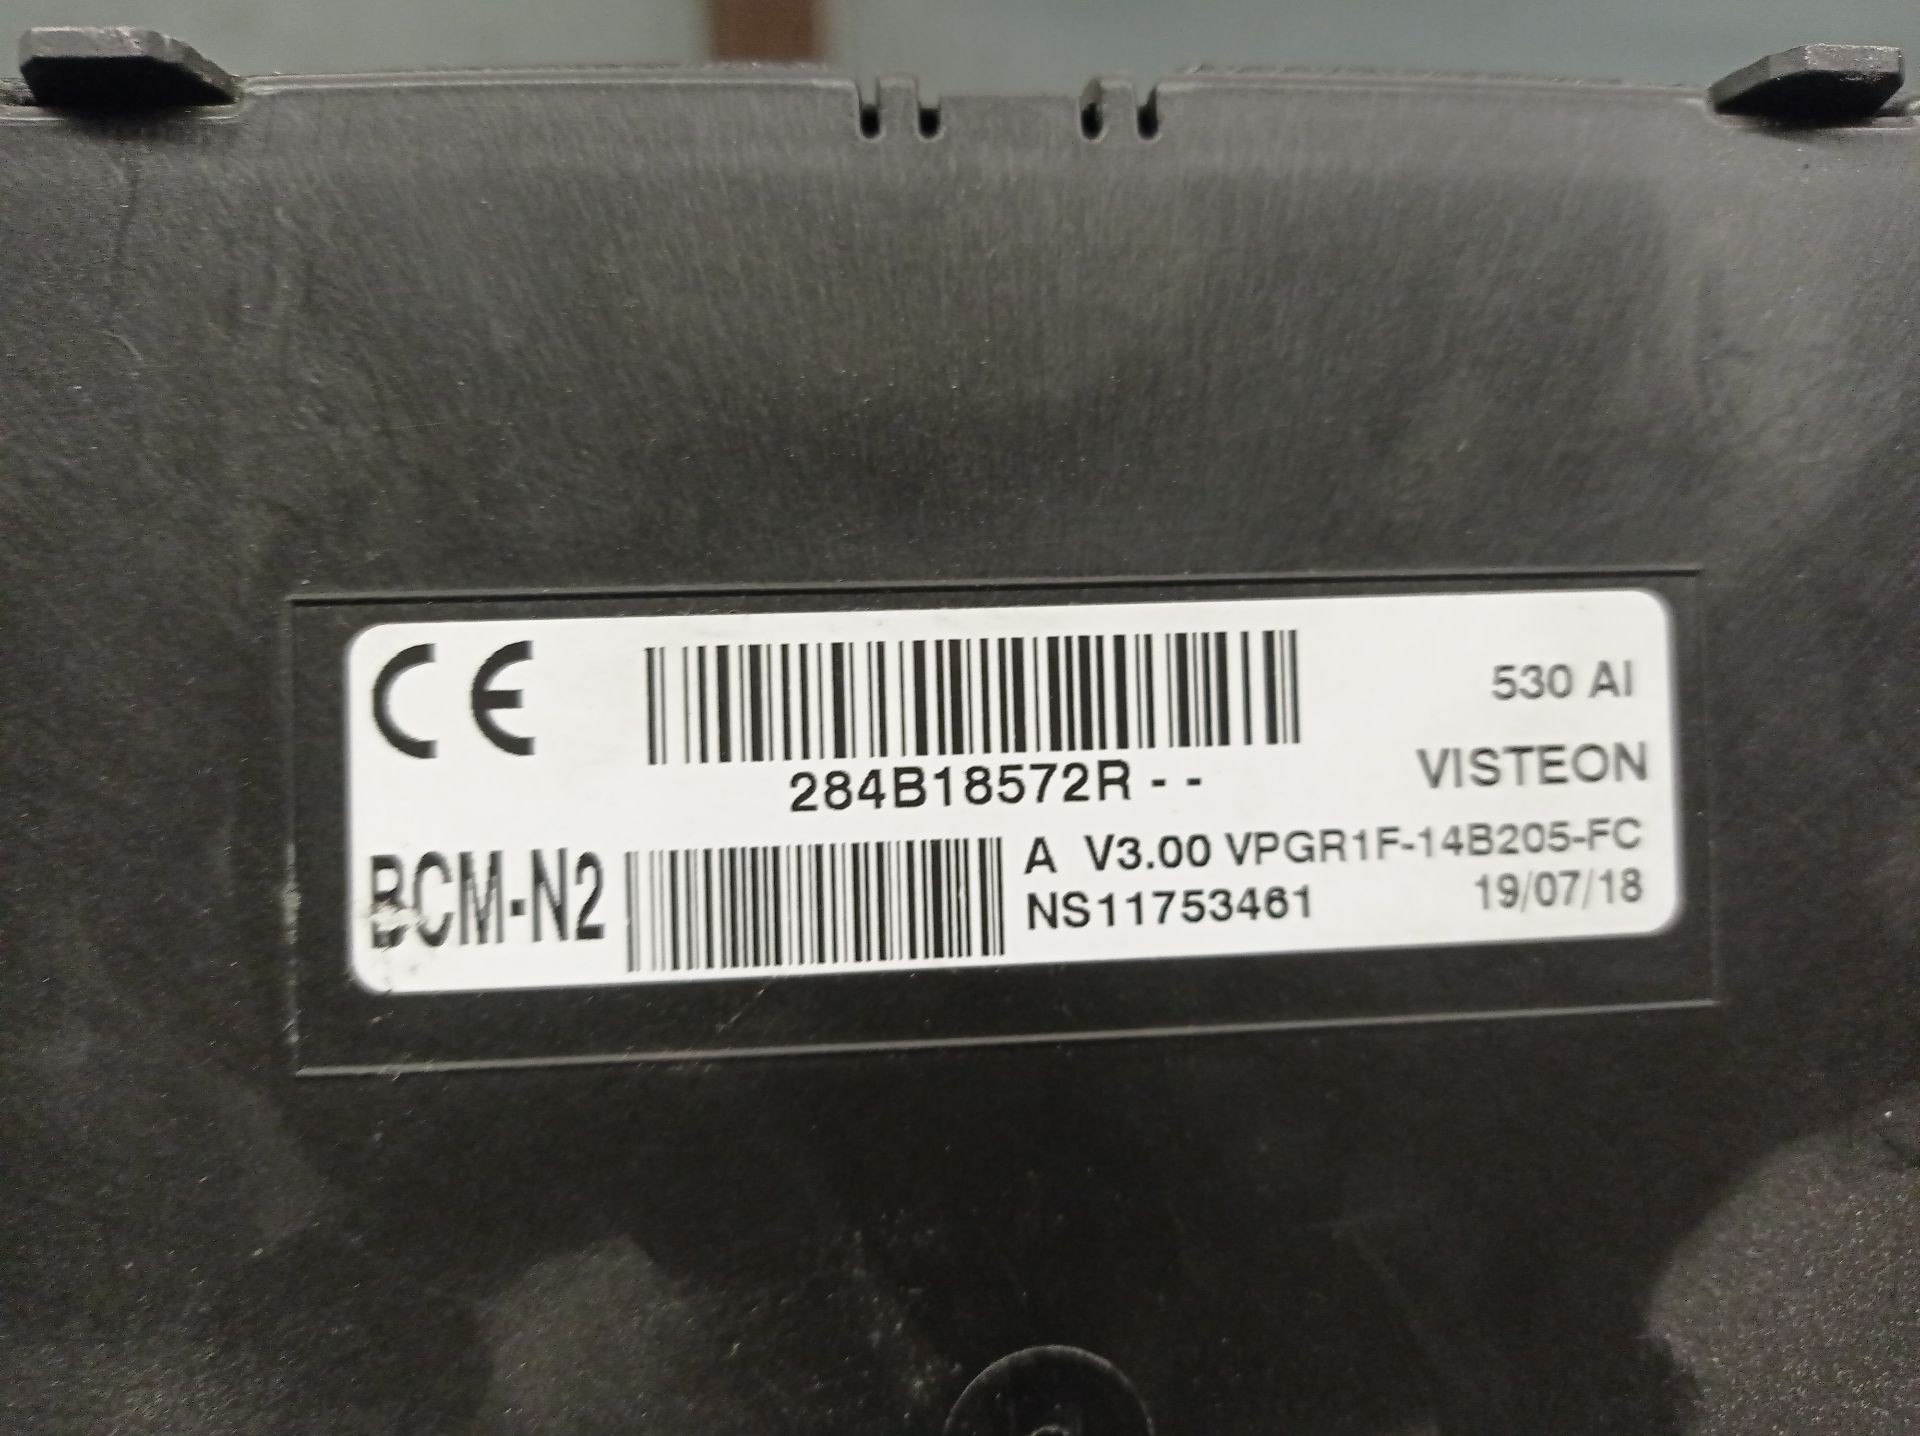 CE
530 AI
284B18572R - -
VISTEON
BCM-N2
A V3.00 VPGR1F-14B205-FC
NS11753461 19/07/18